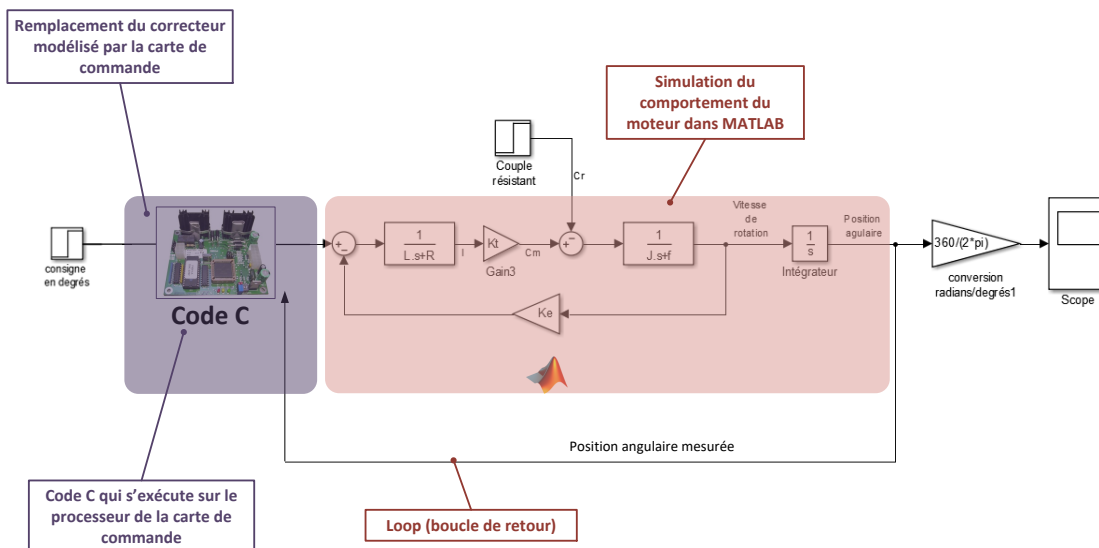 Remplacement du correcteur
modélisé par la carte de
commande
Simulation du
comportement du
moteur dans MATLAB
Couple
résistant
Cr
consigne
en degrés
Code C
+
-
1
L.s+R
I
Kt
Gain3
Cm
+
-
1
J.s+f
Vitesse
de
rotation
1
s
Intégrateur
Position
agulaire
360/(2*pi)
conversion
radians/degrés1
Scope
Ke
Position angulaire mesurée
Code C qui s’exécute sur le
processeur de la carte de
commande
Loop (boucle de retour)